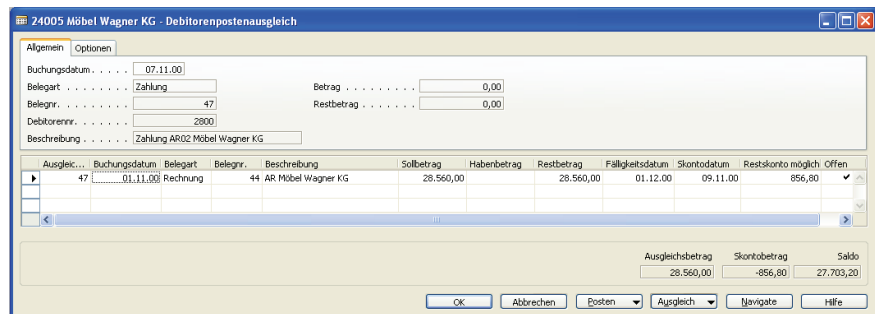 24005 Möbel Wagner KG - Debitorenpostenausgleich
Allgemein Optionen
Buchungsdatum . . . . . 07.11.00
Belegart . . . . . . . . Zahlung Betrag . . . . . . . . . 0,00
Belegnr. . . . . . . . . 47 Restbetrag . . . . . . . 0,00
Debitorennr. . . . . . . 2800
Beschreibung . . . . . . Zahlung AR02 Möbel Wagner KG
Ausgleic... Buchungsdatum Belegart Belegnr. Beschreibung Sollbetrag Habenbetrag Restbetrag Fälligkeitsdatum Skontodatum Restskonto möglich Offen
47 01.11.00 Rechnung 44 AR Möbel Wagner KG 28.560,00 28.560,00 01.12.00 09.11.00 856,80 ✔
Ausgleichsbetrag Skontobetrag Saldo
28.560,00 -856,80 27.703,20
OK Abbrechen Posten Ausgleich Navigate Hilfe